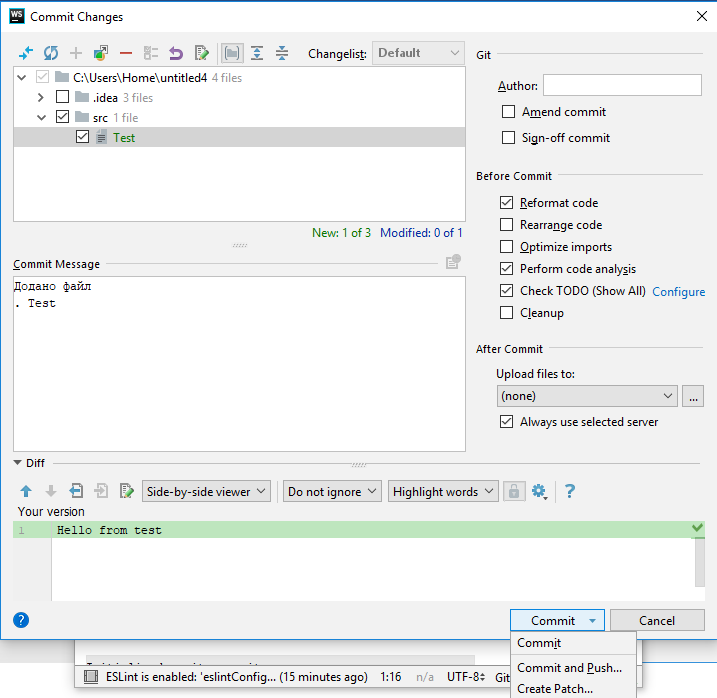 WS Commit Changes
Changelist: Default
C:\Users\Home\untitled4 4 files
.idea 3 files
src 1 file
Test
New: 1 of 3 Modified: 0 of 1
Commit Message
Додано файл
. Test
Git
Author:
Amend commit
Sign-off commit
Before Commit
Reformat code
Rearrange code
Optimize imports
Perform code analysis
Check TODO (Show All) Configure
Cleanup
After Commit
Upload files to:
(none) ...
Always use selected server
Diff
Side-by-side viewer Do not ignore Highlight words ?
Your version
1 Hello from test
? Commit Cancel
Commit
Commit and Push...
Create Patch...
ESLint is enabled: 'eslintConfig... (15 minutes ago) 1:16 n/a UTF-8 Git